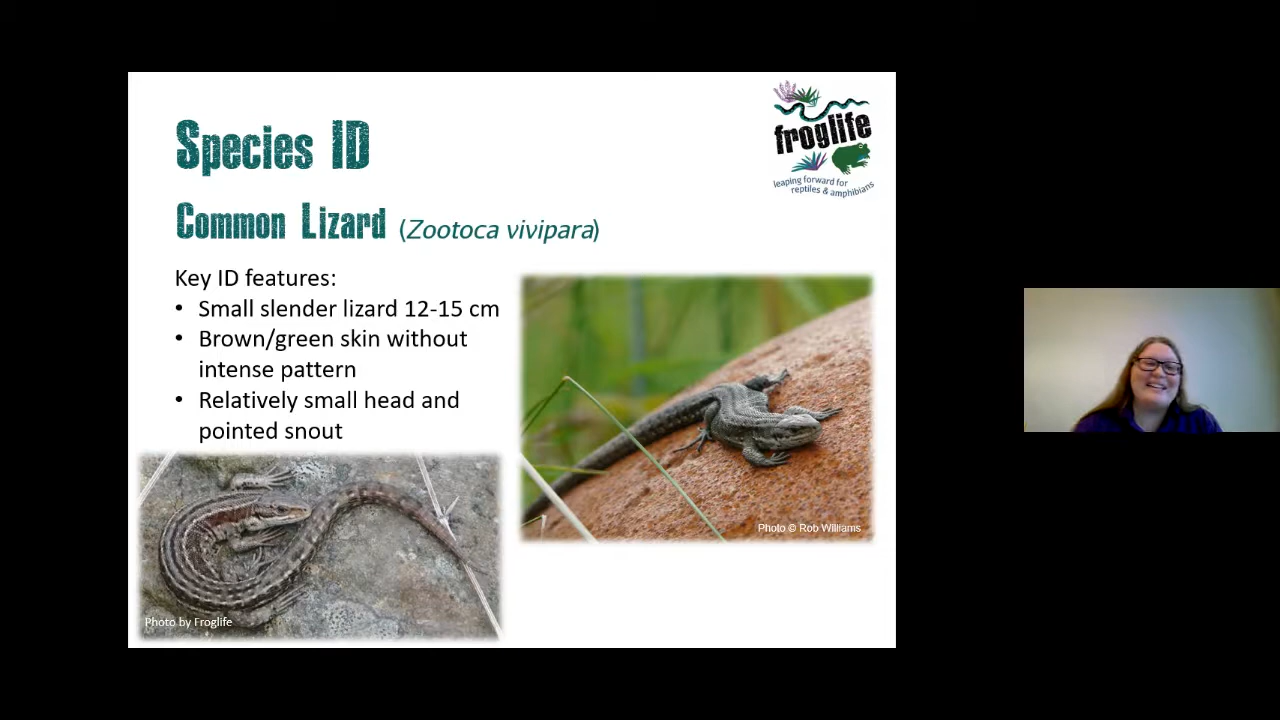 froglife
leaping forward for
reptiles & amphibians
Species ID
Common Lizard (Zootoca vivipara)
Key ID features:
• Small slender lizard 12-15 cm
• Brown/green skin without
intense pattern
• Relatively small head and
pointed snout
Photo © Rob Williams
Photo by Froglife